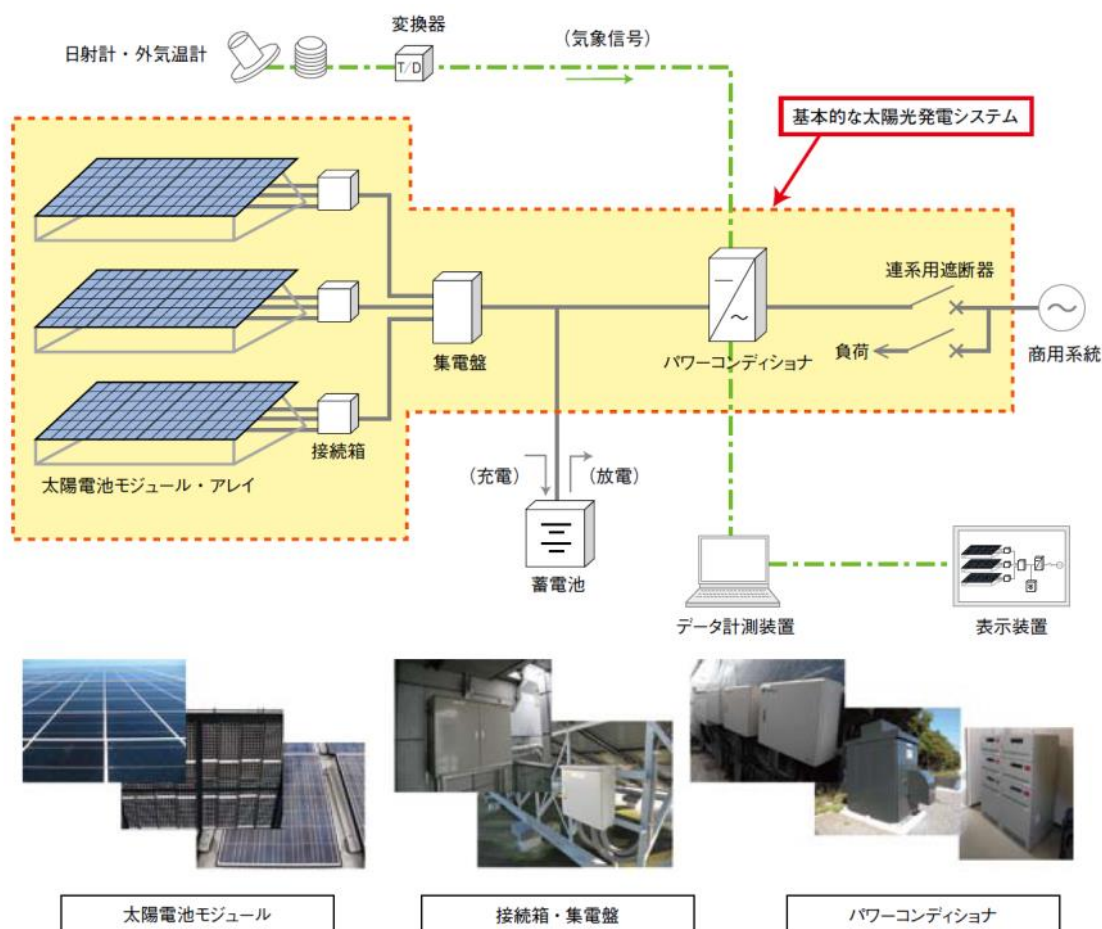 変換器
日射計・外気温計
T/D
(気象信号)
基本的な太陽光発電システム
連系用遮断器
集電盤
パワーコンディショナ
負荷
商用系統
接続箱
太陽電池モジュール・アレイ
(充電)
(放電)
蓄電池
データ計測装置
表示装置
太陽電池モジュール
接続箱・集電盤
パワーコンディショナ